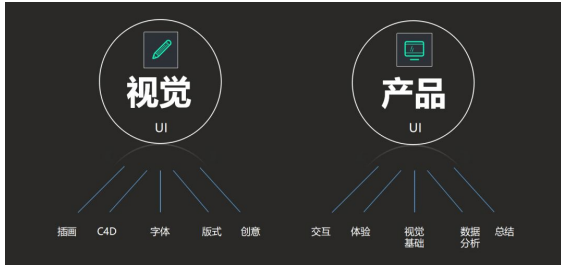 视觉
UI
插画
C4D
字体
版式
创意
产品
UI
交互
体验
视觉
基础
数据
分析
总结